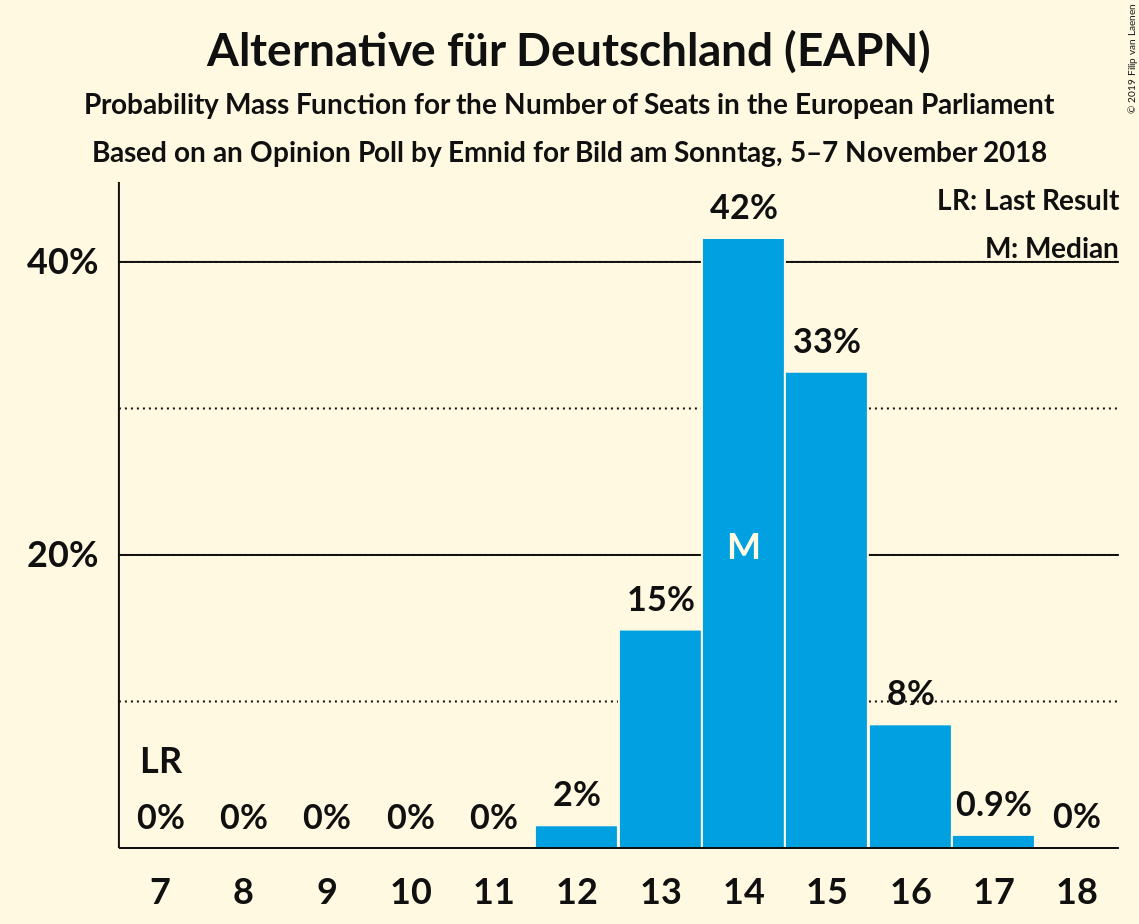 Alternative für Deutschland (EAPN)
Probability Mass Function for the Number of Seats in the European Parliament
Based on an Opinion Poll by Emnid for Bild am Sonntag, 5–7 November 2018
© 2019 Filip van Laenen
LR: Last Result
M: Median
42%
40%
33%
M
20%
15%
8%
LR
0% 0% 0% 0% 0% 2% 0.9% 0%
7 8 9 10 11 12 13 14 15 16 17 18